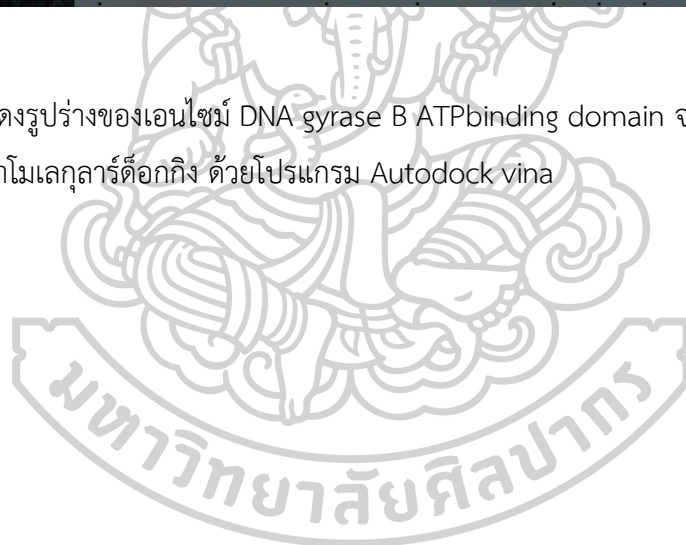 ดงรูปร่างของเอนไซม์ DNA gyrase B ATPbinding domain จ
าโมเลกุลาร์ด็อกกิง ด้วยโปรแกรม Autodock vina
มหาวิทยาลัยศิลปากร